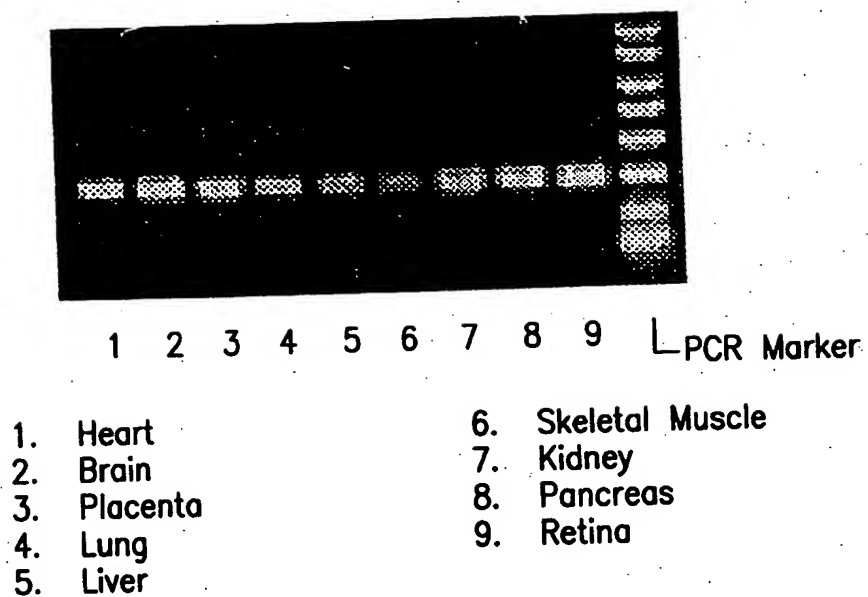 1 2 3 4 5 6 7 8 9 PCR Marker
1. Heart
2. Brain
3. Placenta
4. Lung
5. Liver
6. Skeletal Muscle
7. Kidney
8. Pancreas
9. Retina